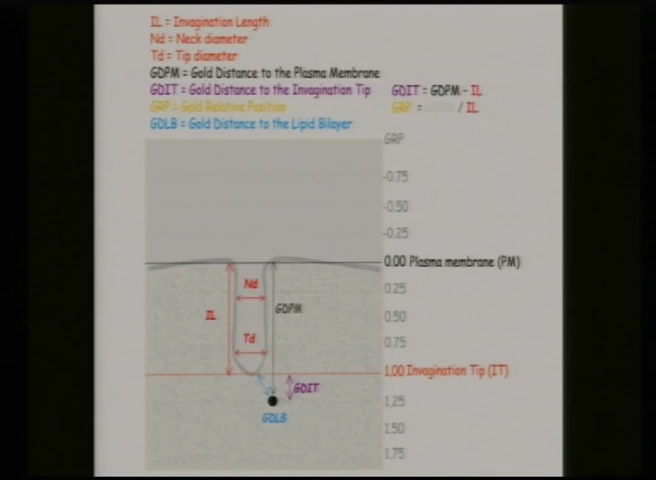 IL = Invagination Length
Nd = Neck diameter
Td = Tip diameter
GDPM = Gold Distance to the Plasma Membrane
GDIT = Gold Distance to the Invagination Tip GDIT = GDPM - IL
GRP = Gold Relative Position GRP = / IL
GDLB = Gold Distance to the Lipid Bilayer
GRP
-0.75
-0.50
-0.25
0.00 Plasma membrane (PM)
0.25
Nd
IL
GDPM
0.50
Td
0.75
1.00 Invagination Tip (IT)
GDIT
1,25
GDLB
1.50
1.75